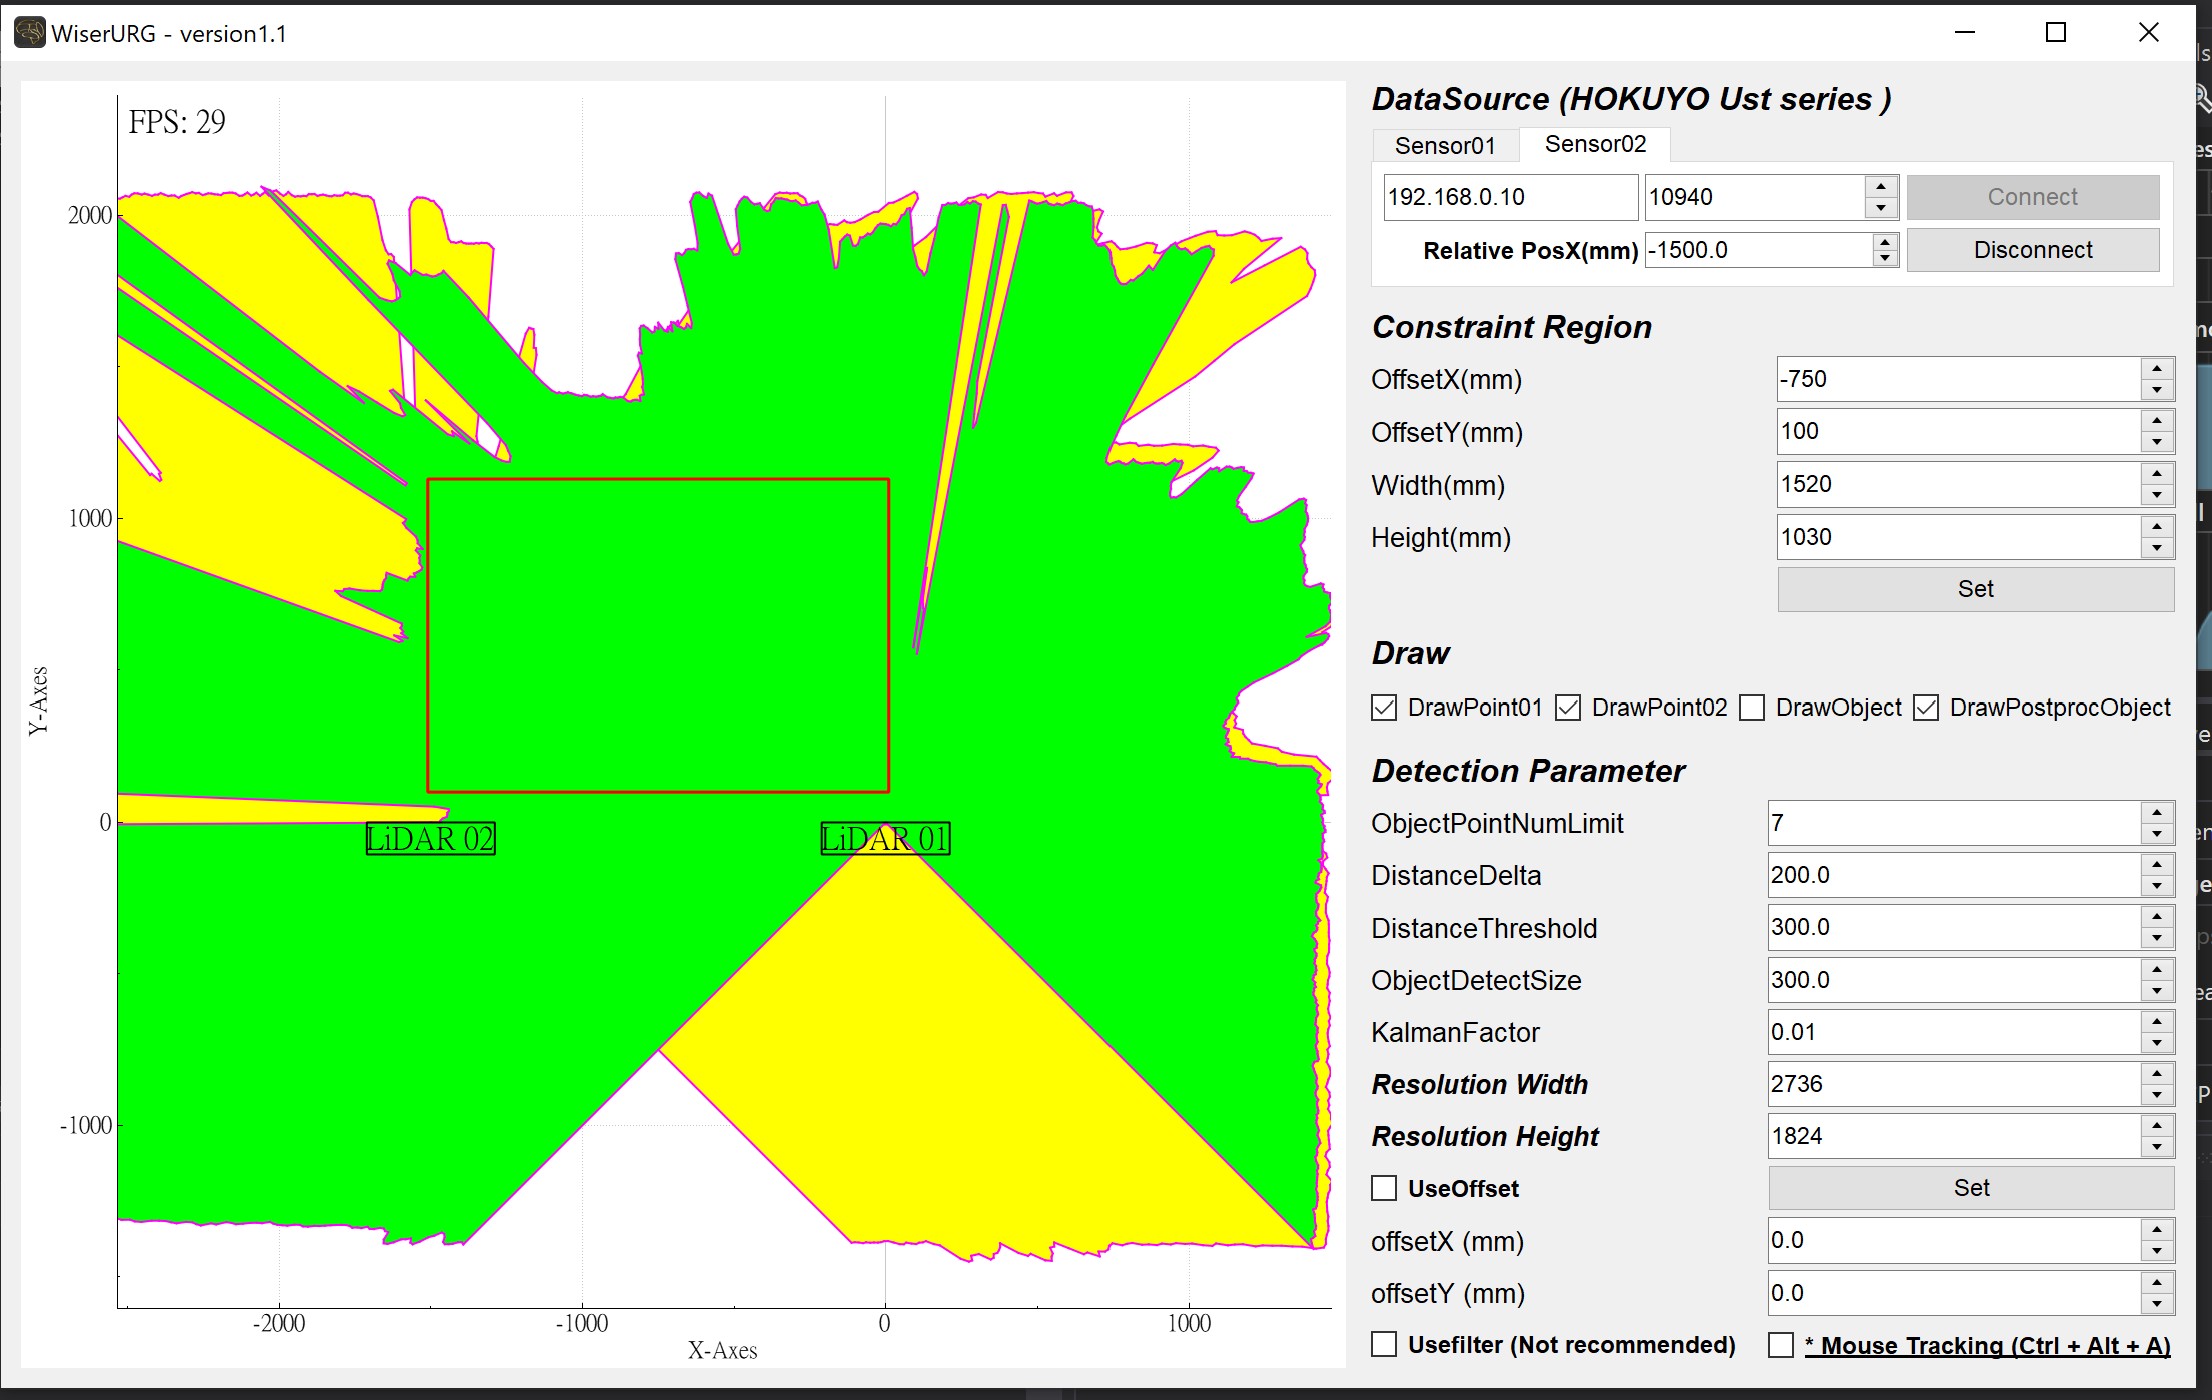 WiserURG - version1.1
FPS: 29
2000
1000
0
-1000
-2000
-1000
0
1000
Y-Axes
X-Axes
LiDAR 02
LiDAR 01
DataSource (HOKUYO Ust series )
Sensor01
Sensor02
192.168.0.10
10940
Connect
Relative PosX(mm)
-1500.0
Disconnect
Constraint Region
OffsetX(mm)
-750
OffsetY(mm)
100
Width(mm)
1520
Height(mm)
1030
Set
Draw
DrawPoint01
DrawPoint02
DrawObject
DrawPostprocObject
Detection Parameter
ObjectPointNumLimit
7
DistanceDelta
200.0
DistanceThreshold
300.0
ObjectDetectSize
300.0
KalmanFactor
0.01
Resolution Width
2736
Resolution Height
1824
UseOffset
Set
offsetX (mm)
0.0
offsetY (mm)
0.0
Usefilter (Not recommended)
* Mouse Tracking (Ctrl + Alt + A)